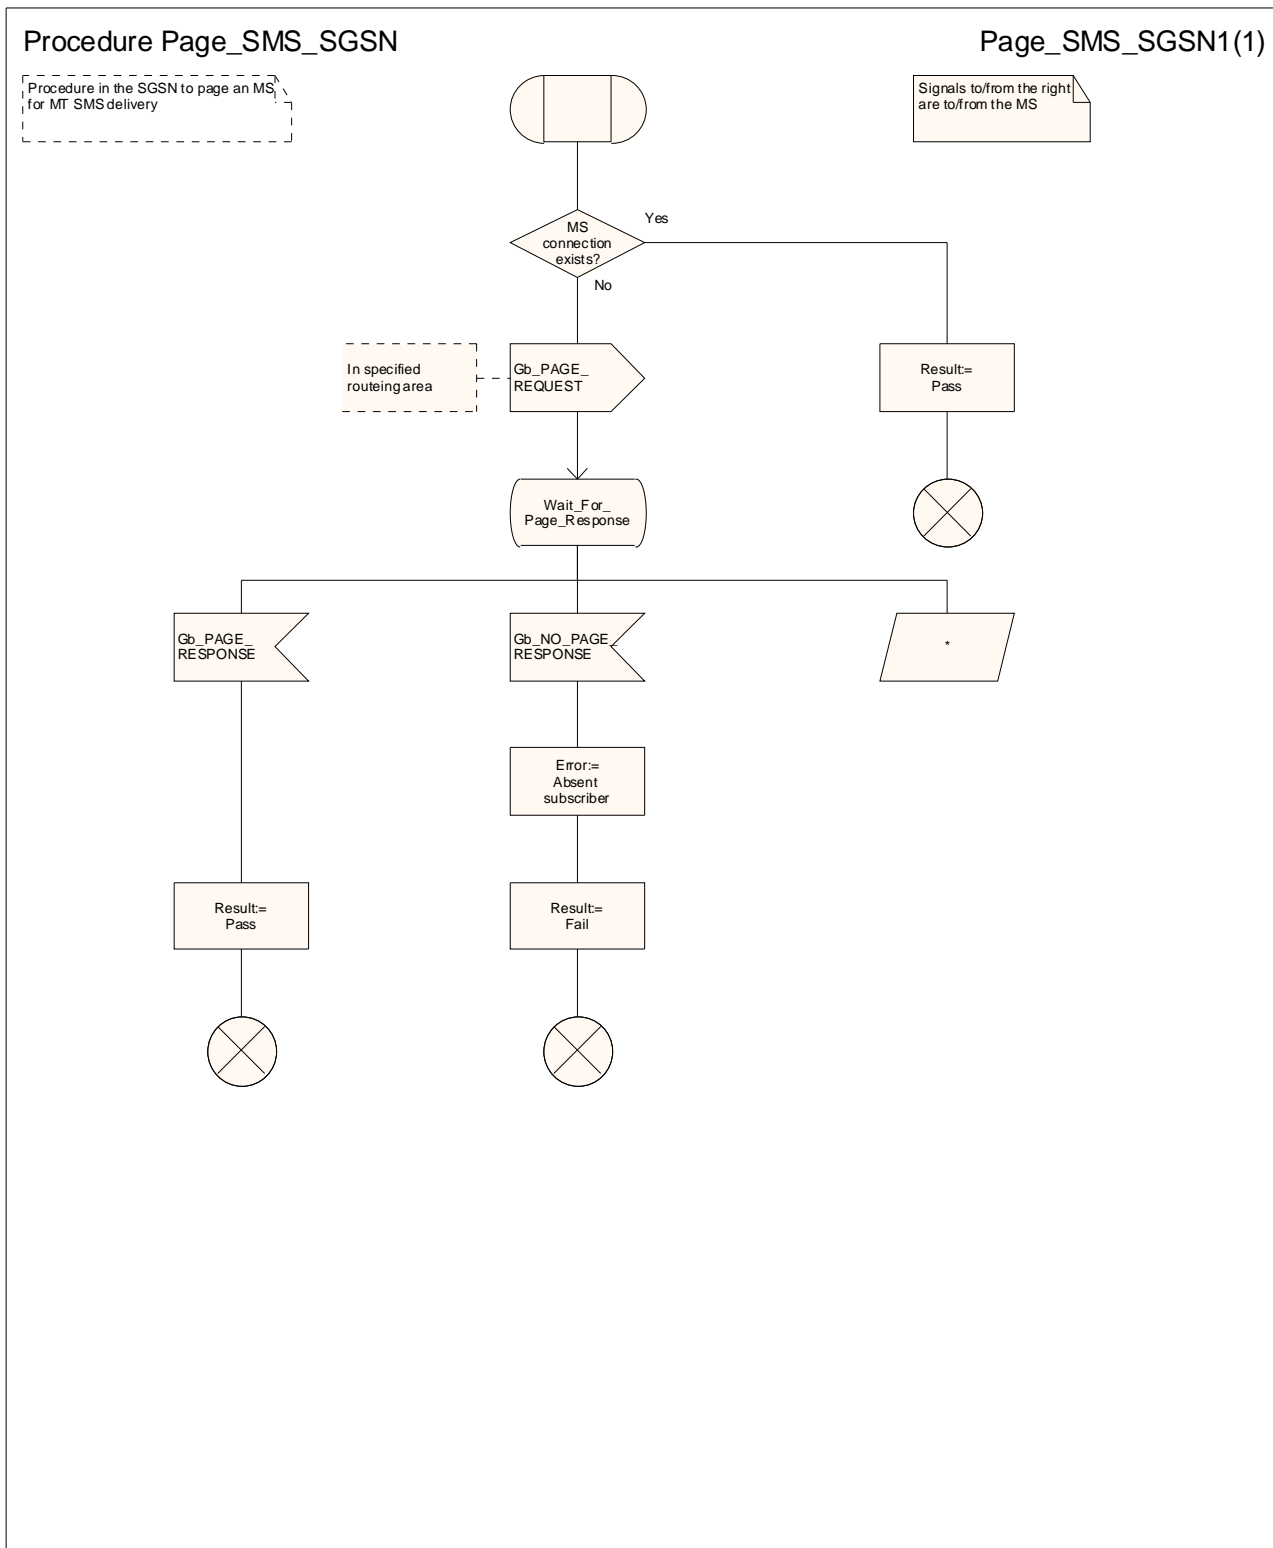 Procedure Page_SMS_SGSN
Page_SMS_SGSN1(1)
Procedure in the SGSN to page an MS
for MT SMS delivery
Signals to/from the right
are to/from the MS
MS
connection
exists?
Yes
No
In specified
routeing area
Gb_PAGE_
REQUEST
Result:=
Pass
Wait_For_
Page_Response
Gb_PAGE_
RESPONSE
Gb_NO_PAGE_
RESPONSE
*
Error:=
Absent
subscriber
Result:=
Pass
Result:=
Fail